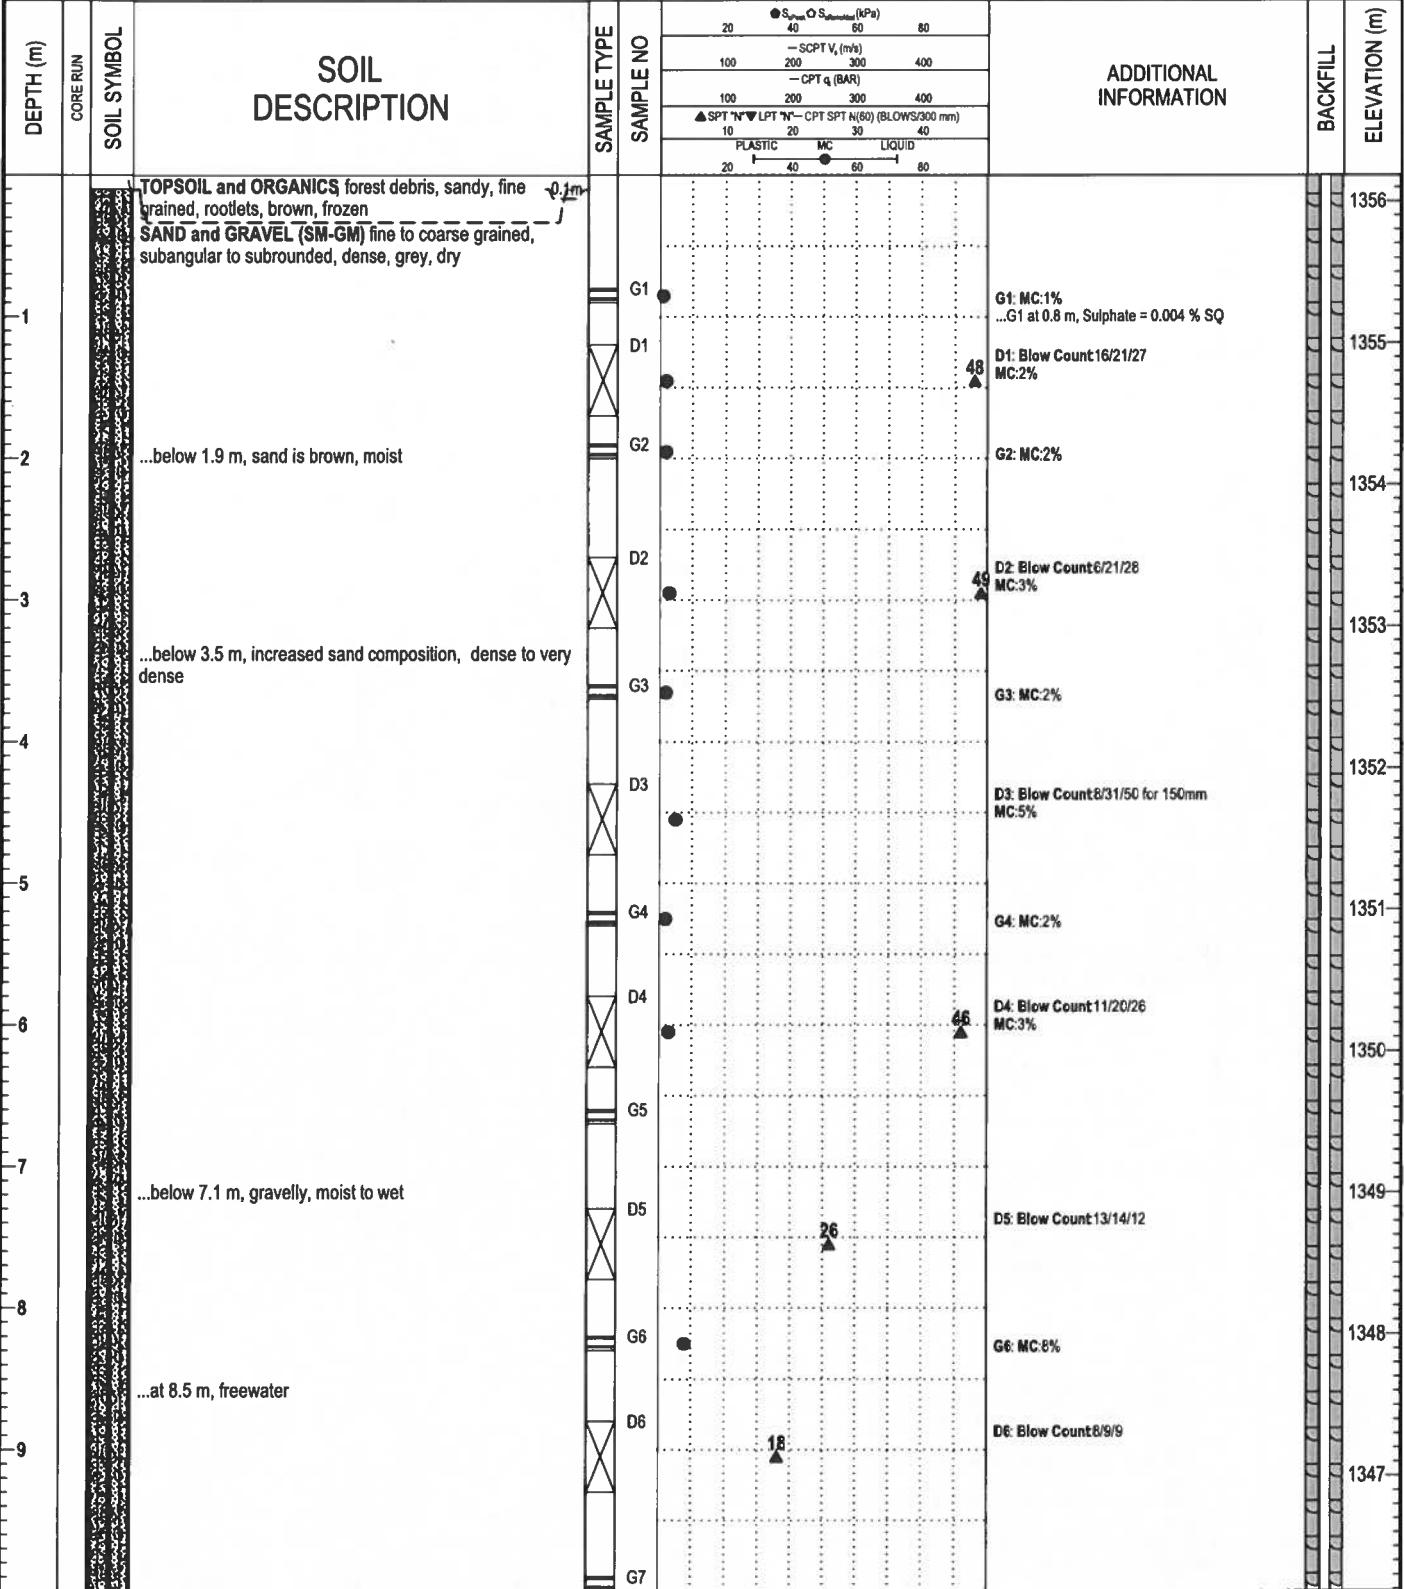 DEPTH (m)
CORE RUN
SOIL SYMBOL
SOIL
DESCRIPTION
SAMPLE TYPE
SAMPLE NO
(kPa)
20 40 60 80
SCPT Vs (m/s)
100 200 300 400
CPT qt (BAR)
100 200 300 400
SPT "N" LPT "N" CPT SPT N(60) (BLOWS/300 mm)
10 20 30 40
PLASTIC MC LIQUID
20 40 60 80
ADDITIONAL
INFORMATION
BACKFILL
ELEVATION (m)
TOPSOIL and ORGANICS, forest debris, sandy, fine 0.1m
grained, rootlets, brown, frozen
1356
SAND and GRAVEL (SM-GM) fine to coarse grained,
subangular to subrounded, dense, grey, dry
G1
G1: MC:1%
1
...G1 at 0.8 m, Sulphate = 0.004 % SQ
D1
1355
D1: Blow Count16/21/27
48
MC:2%
G2
2
...below 1.9 m, sand is brown, moist
G2: MC:2%
1354
D2
D2: Blow Count6/21/28
49
MC:3%
3
1353
...below 3.5 m, increased sand composition, dense to very
dense
G3
G3: MC:2%
4
1352
D3
D3: Blow Count8/31/50 for 150mm
MC:5%
5
G4
1351
G4: MC:2%
D4
D4: Blow Count11/20/26
46
MC:3%
6
1350
G5
7
...below 7.1 m, gravelly, moist to wet
1349
D5
D5: Blow Count13/14/12
26
8
G6
1348
G6: MC:8%
...at 8.5 m, freewater
D6
D6: Blow Count8/9/9
18
9
1347
G7